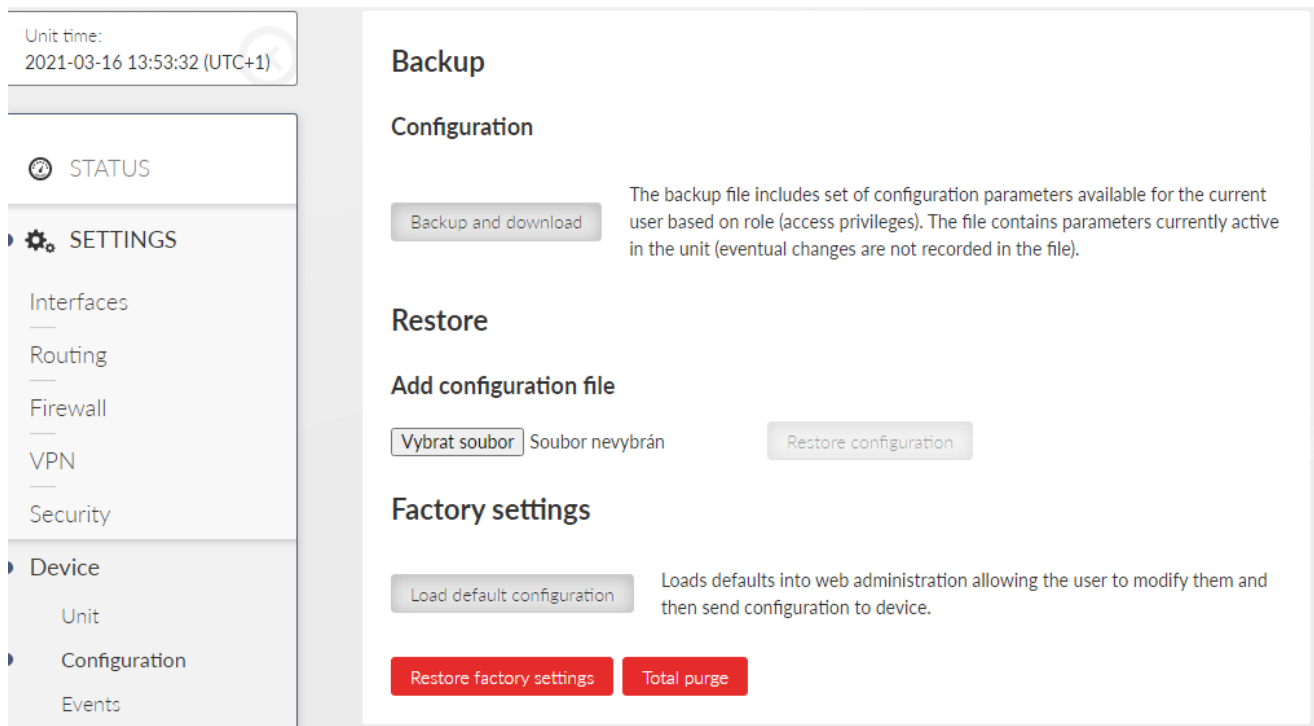 Unit time:
2021-03-16 13:53:32 (UTC+1)
STATUS
SETTINGS
Interfaces
Routing
Firewall
VPN
Security
Device
Unit
Configuration
Events
Backup
Configuration
Backup and download
The backup file includes set of configuration parameters available for the current
user based on role (access privileges). The file contains parameters currently active
in the unit (eventual changes are not recorded in the file).
Restore
Add configuration file
Vybrat soubor Soubor nevybrán
Restore configuration
Factory settings
Load default configuration
Loads defaults into web administration allowing the user to modify them and
then send configuration to device.
Restore factory settings
Total purge